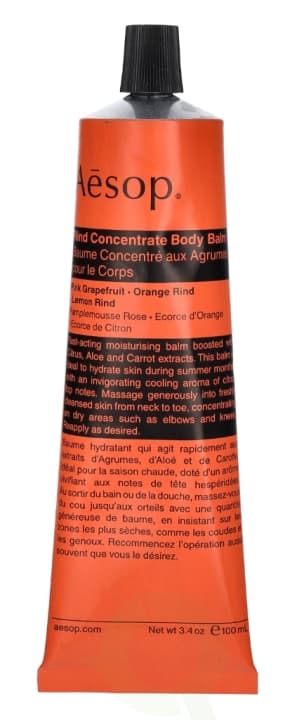 Aēsop.
Rind Concentrate Body Balm
Baume Concentré aux Agrumes
pour le Corps
Pink Grapefruit · Orange Rind
Lemon Rind
Pamplemousse Rose · Ecorce d'Orange
Ecorce de Citron
Fast-acting moisturising balm boosted with
Citrus, Aloe and Carrot extracts. This balm is
ideal to hydrate skin during summer months
with an invigorating cooling aroma of citrus
top notes. Massage generously into freshly
cleansed skin from neck to toe, concentrating
on dry areas such as elbows and knees.
Reapply as desired.
Baume hydratant qui agit rapidement aux
extraits d'Agrumes, d'Aloé et de Carotte.
Idéal pour la saison chaude, doté d'un arôme
vivifiant aux notes de tête hespéridées.
Au sortir du bain ou de la douche, massez-vous
du cou jusqu'aux orteils avec une quantité
généreuse de baume, en insistant sur les
zones les plus sèches, comme les coudes et
les genoux. Recommencez l'opération aussi
souvent que vous le désirez.
aesop.com Net wt 3.4 oz ℮ 100 mL